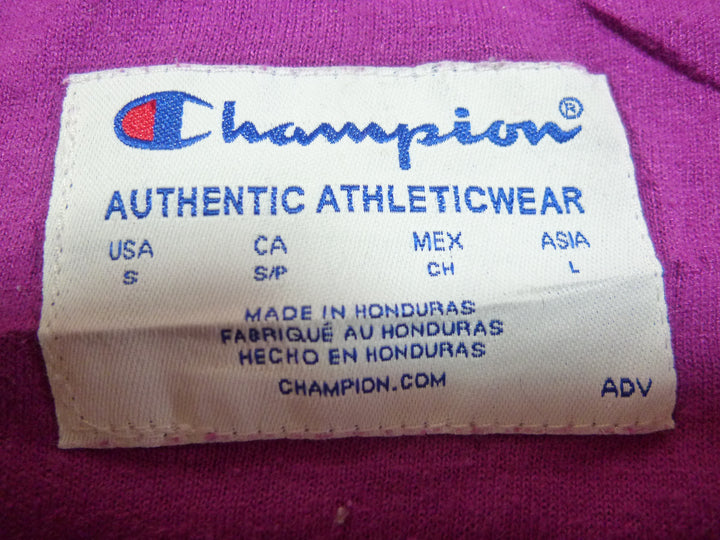 Champion®
AUTHENTIC ATHLETICWEAR
USA CA MEX ASIA
S S/P CH L
MADE IN HONDURAS
FABRIQUÉ AU HONDURAS
HECHO EN HONDURAS
CHAMPION.COM
ADV